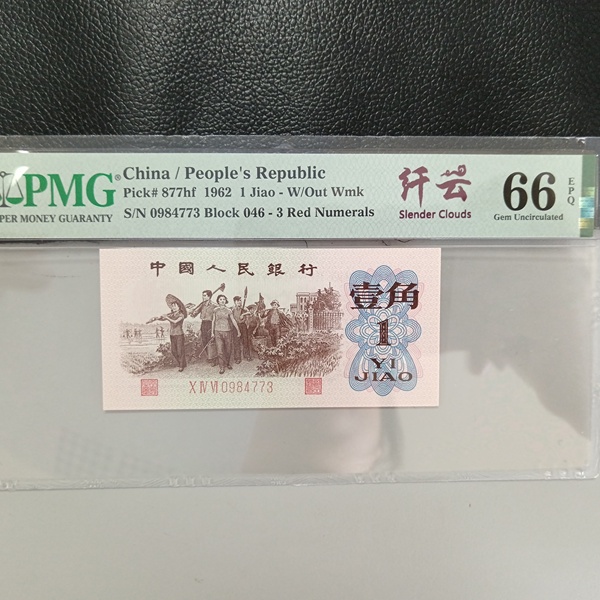 PMG®
PER MONEY GUARANTY
China / People's Republic
Pick# 877hf 1962 1 Jiao - W/Out Wmk
S/N 0984773 Block 046 - 3 Red Numerals
纤云
Slender Clouds
66
EPQ
Gem Uncirculated
中國人民銀行
壹角
1
YI
JIAO
X IV VI 0984773